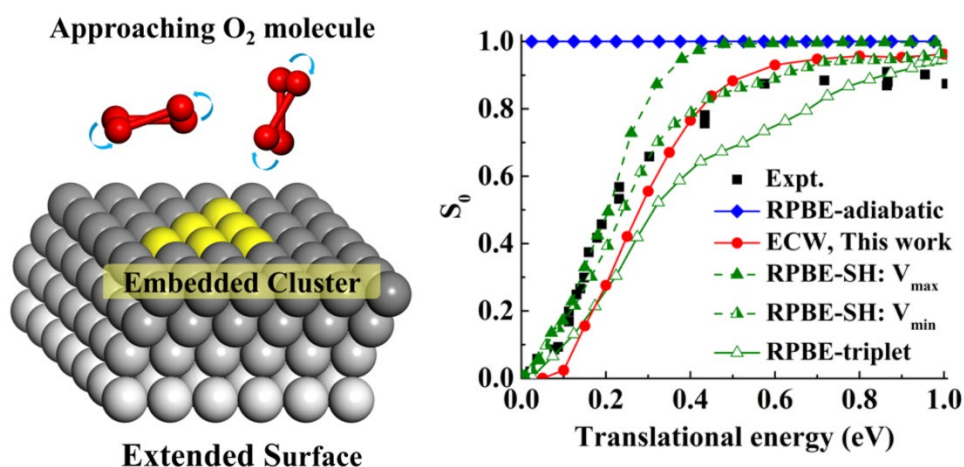 Approaching O₂ molecule
Embedded Cluster
Extended Surface
S₀
1.0
0.8
0.6
0.4
0.2
0.0
0.0 0.2 0.4 0.6 0.8 1.0
Translational energy (eV)
Expt.
RPBE-adiabatic
ECW, This work
RPBE-SH: Vₘₐₓ
RPBE-SH: Vₘᵢₙ
RPBE-triplet